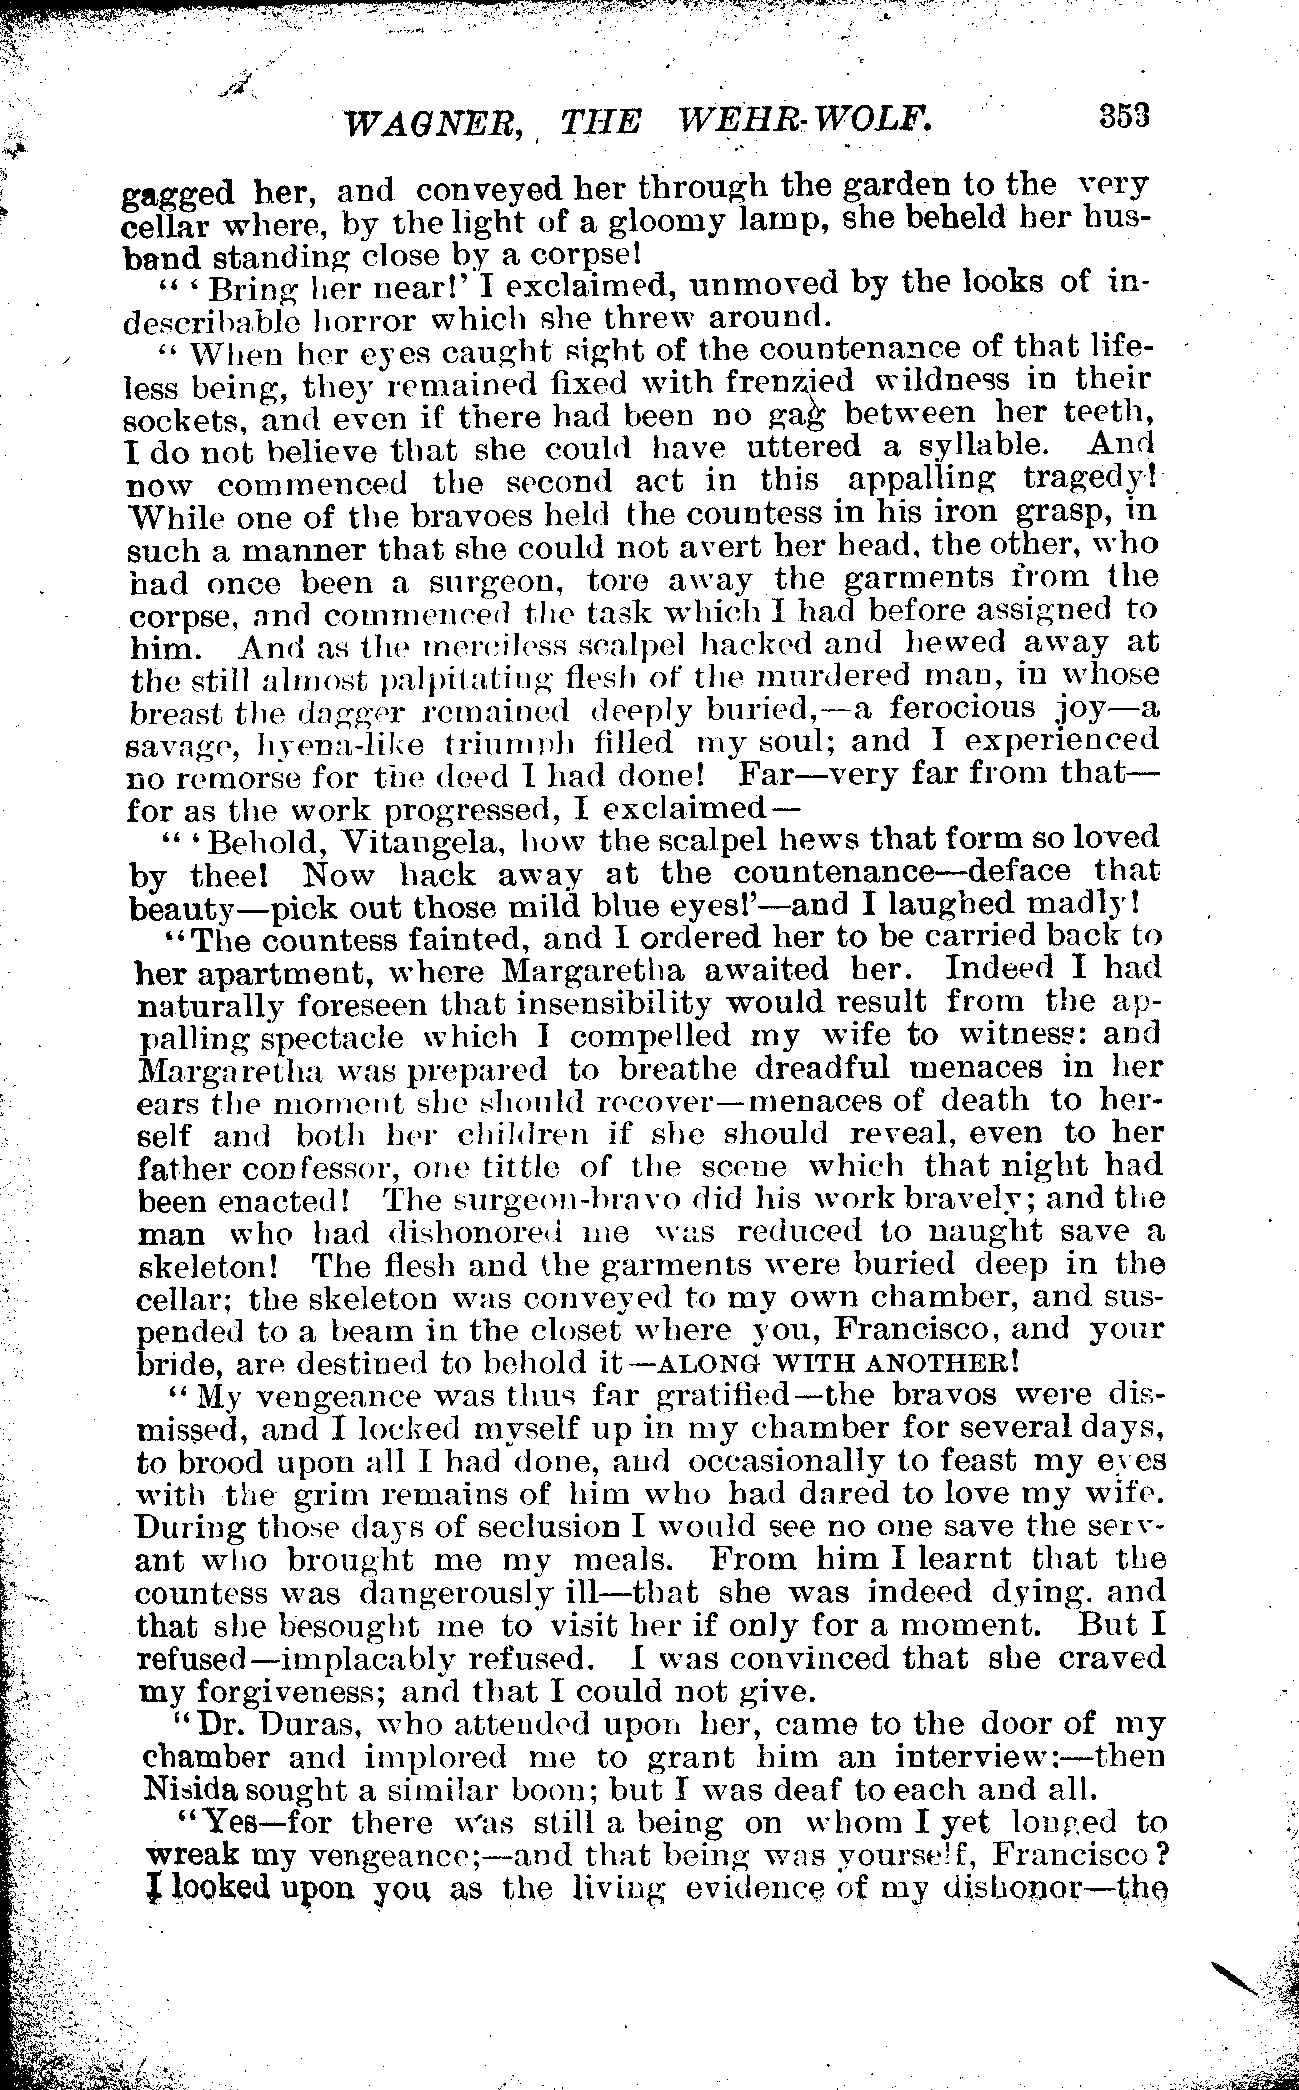 WAGNER, THE WEHR-WOLF. 353
gagged her, and conveyed her through the garden to the very
cellar where, by the light of a gloomy lamp, she beheld her hus-
band standing close by a corpse!
" 'Bring her near!' I exclaimed, unmoved by the looks of in-
describable horror which she threw around.
" When her eyes caught sight of the countenance of that life-
less being, they remained fixed with frenzied wildness in their
sockets, and even if there had been no gag between her teeth,
I do not believe that she could have uttered a syllable. And
now commenced the second act in this appalling tragedy!
While one of the bravoes held the countess in his iron grasp, in
such a manner that she could not avert her head, the other, who
had once been a surgeon, tore away the garments from the
corpse, and commenced the task which I had before assigned to
him. And as the merciless scalpel hacked and hewed away at
the still almost palpitating flesh of the murdered man, in whose
breast the dagger remained deeply buried,—a ferocious joy—a
savage, hyena-like triumph filled my soul; and I experienced
no remorse for the deed I had done! Far—very far from that—
for as the work progressed, I exclaimed—
" 'Behold, Vitangela, how the scalpel hews that form so loved
by thee! Now hack away at the countenance—deface that
beauty—pick out those mild blue eyes!'—and I laughed madly!
"The countess fainted, and I ordered her to be carried back to
her apartment, where Margaretha awaited her. Indeed I had
naturally foreseen that insensibility would result from the ap-
palling spectacle which I compelled my wife to witness: and
Margaretha was prepared to breathe dreadful menaces in her
ears the moment she should recover—menaces of death to her-
self and both her children if she should reveal, even to her
father confessor, one tittle of the scene which that night had
been enacted! The surgeon-bravo did his work bravely; and the
man who had dishonored me was reduced to naught save a
skeleton! The flesh and the garments were buried deep in the
cellar; the skeleton was conveyed to my own chamber, and sus-
pended to a beam in the closet where you, Francisco, and your
bride, are destined to behold it—ALONG WITH ANOTHER!
"My vengeance was thus far gratified—the bravos were dis-
missed, and I locked myself up in my chamber for several days,
to brood upon all I had done, and occasionally to feast my eyes
with the grim remains of him who had dared to love my wife.
During those days of seclusion I would see no one save the serv-
ant who brought me my meals. From him I learnt that the
countess was dangerously ill—that she was indeed dying. and
that she besought me to visit her if only for a moment. But I
refused—implacably refused. I was convinced that she craved
my forgiveness; and that I could not give.
"Dr. Duras, who attended upon her, came to the door of my
chamber and implored me to grant him an interview:—then
Nisida sought a similar boon; but I was deaf to each and all.
"Yes—for there was still a being on whom I yet longed to
wreak my vengeance;—and that being was yourself, Francisco?
I looked upon you as the living evidence of my dishonor—the